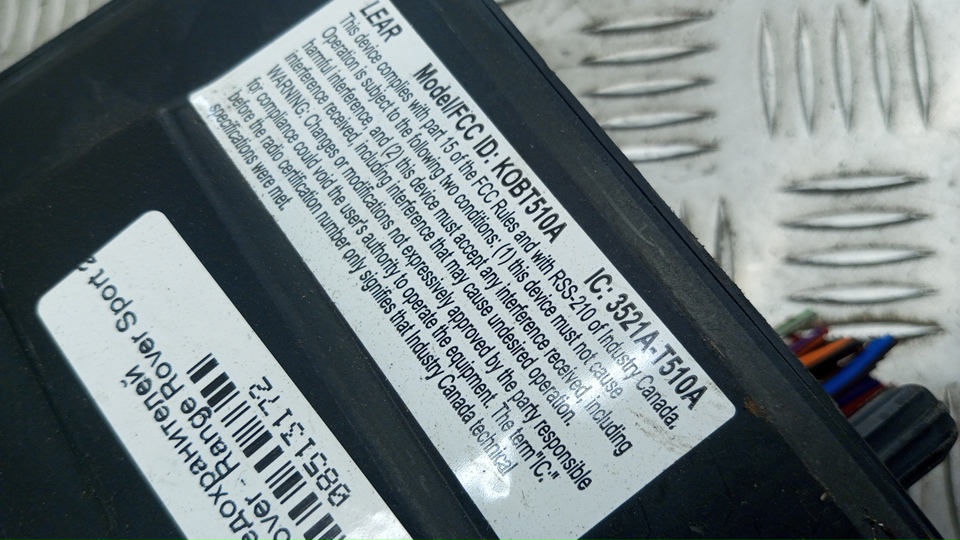 LEAR Model/FCC ID: KOBT510A IC: 3521A-T510A
This device complies with part 15 of the FCC Rules and with RSS-210 of Industry Canada.
Operation is subject to the following two conditions: (1) this device must not cause
harmful interference, and (2) this device must accept any interference received, including
interference received, including interference that may cause undesired operation.
WARNING: Changes or modifications not expressively approved by the party responsible
for compliance could void the user's authority to operate the equipment. The term "IC:"
before the radio certification number only signifies that Industry Canada technical
specifications were met.
Range Rover Sport 2
08513172